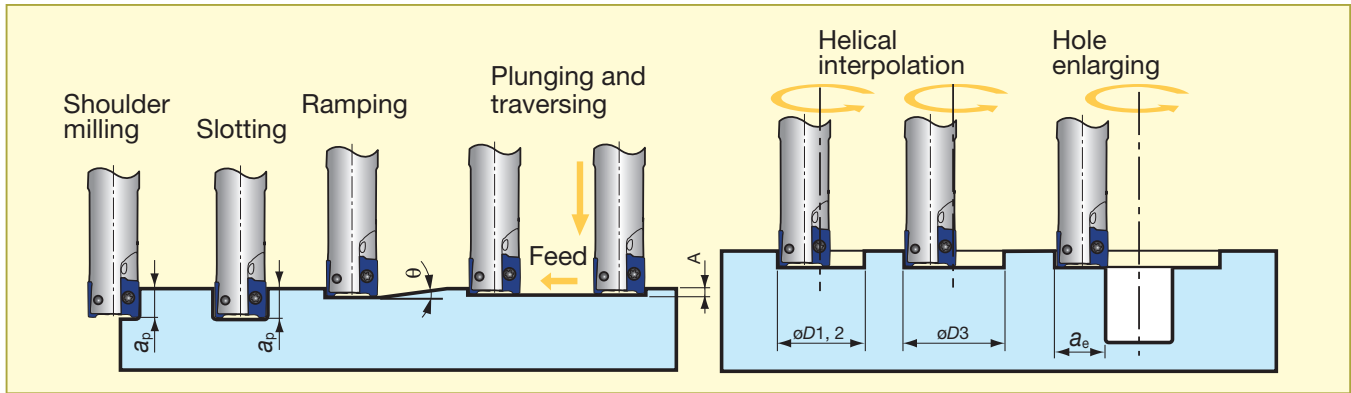 Shoulder
milling
Slotting
Ramping
Plunging and
traversing
Helical
interpolation
Hole
enlarging
Feed
θ
A
ap
ap
øD1, 2
øD3
ae